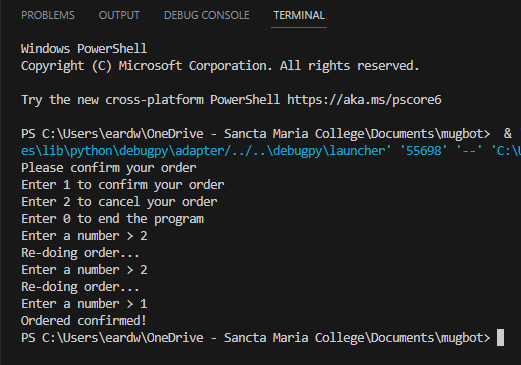 PROBLEMS OUTPUT DEBUG CONSOLE TERMINAL
Windows PowerShell
Copyright (C) Microsoft Corporation. All rights reserved.
Try the new cross-platform PowerShell https://aka.ms/pscore6
PS C:\Users\eardw\OneDrive - Sancta Maria College\Documents\mugbot>  &
es\lib\python\debugpy\adapter/../..\debugpy\launcher' '55698' '--' 'C:\U
Please confirm your order
Enter 1 to confirm your order
Enter 2 to cancel your order
Enter 0 to end the program
Enter a number > 2
Re-doing order...
Enter a number > 2
Re-doing order...
Enter a number > 1
Ordered confirmed!
PS C:\Users\eardw\OneDrive - Sancta Maria College\Documents\mugbot>